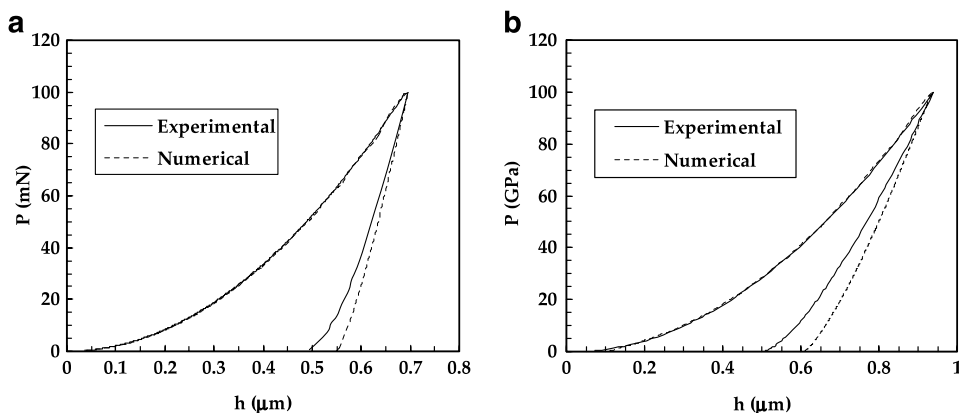 a
120
100
80
60
40
20
0
P (mN)
Experimental
Numerical
0 0.1 0.2 0.3 0.4 0.5 0.6 0.7 0.8
h (μm)
b
120
100
80
60
40
20
0
P (GPa)
Experimental
Numerical
0 0.2 0.4 0.6 0.8 1
h (μm)